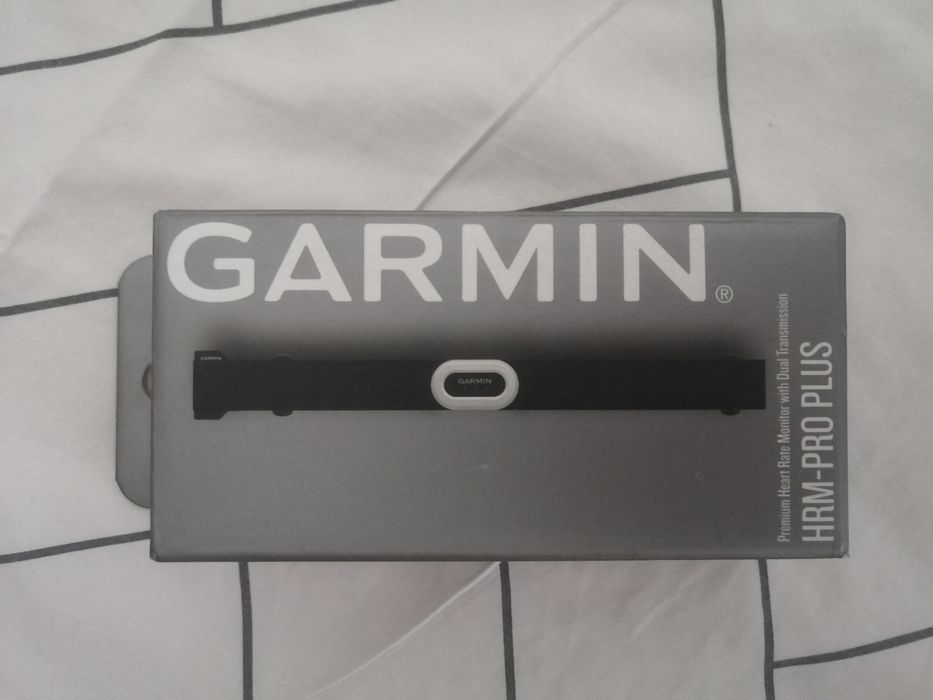 GARMIN®
GARMIN
GARMIN
Premium Heart Rate Monitor with Dual Transmission
HRM-PRO PLUS